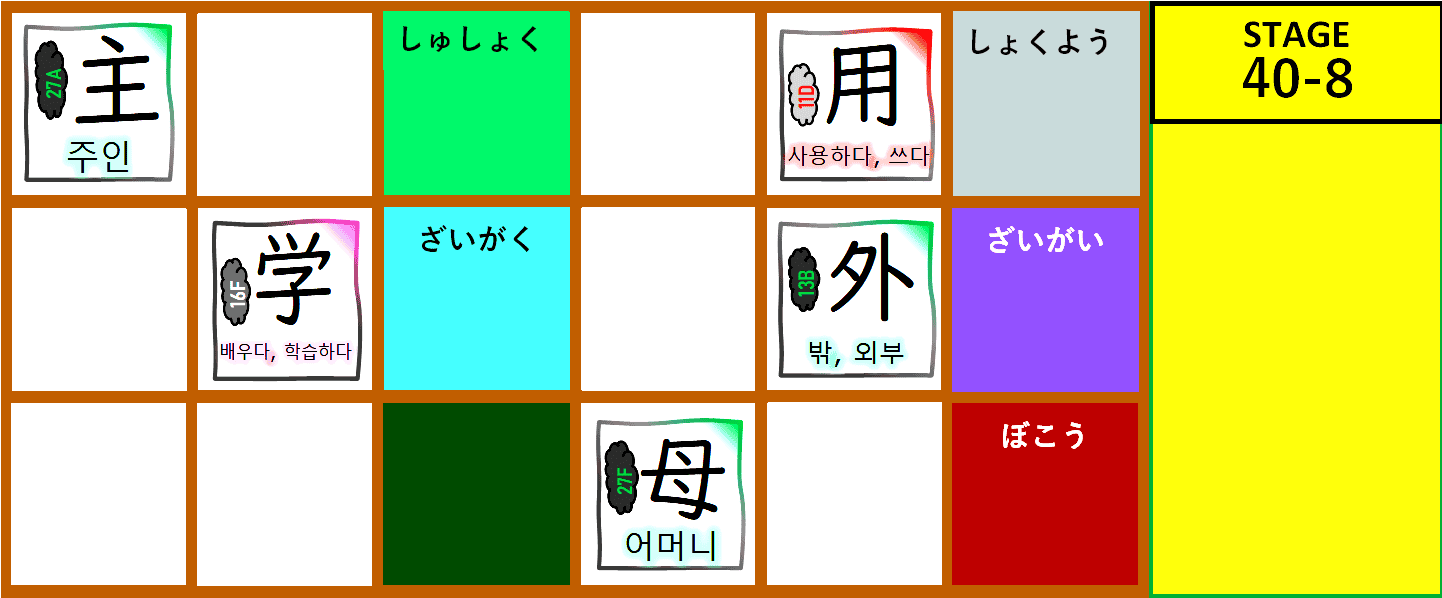 27A
主
주인
しゅしょく
11D
用
사용하다, 쓰다
しょくよう
STAGE
40-8
16F
学
배우다, 학습하다
ざいがく
13B
外
밖, 외부
ざいがい
27F
母
어머니
ぼこう